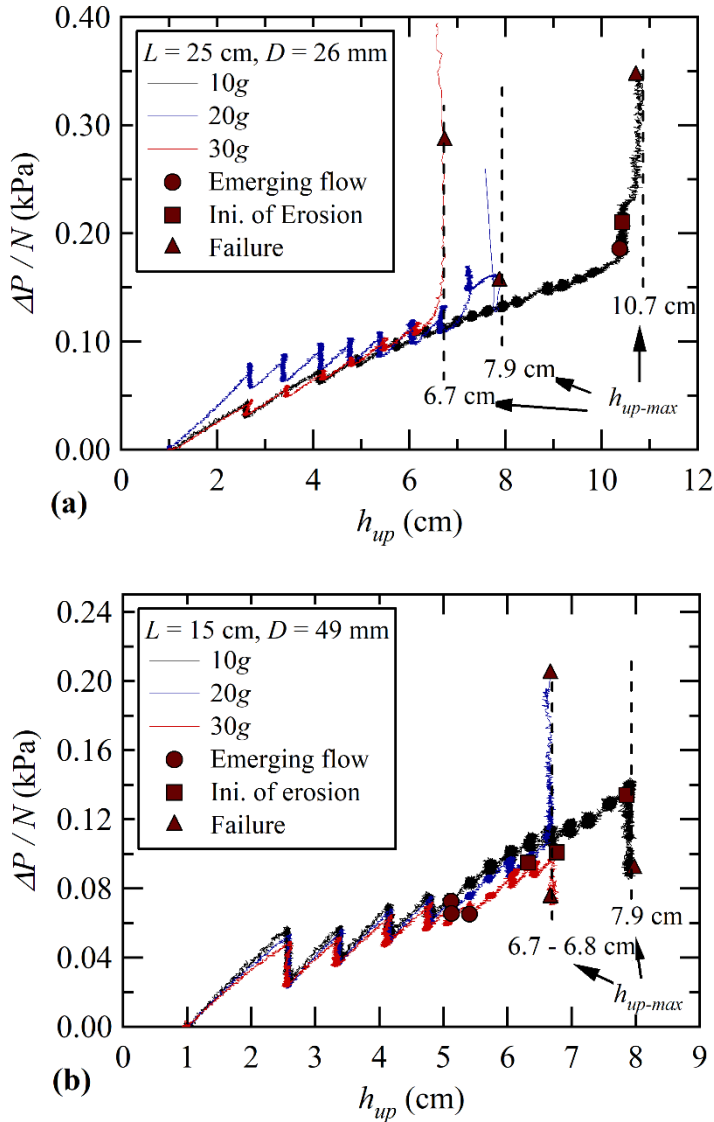 0.40
0.30
0.20
0.10
0.00
ΔP / N (kPa)
L = 25 cm, D = 26 mm
10g
20g
30g
Emerging flow
Ini. of Erosion
Failure
10.7 cm
7.9 cm
6.7 cm
h_up-max
0 2 4 6 8 10 12
(a)
h_up (cm)
0.24
0.20
0.16
0.12
0.08
0.04
0.00
ΔP / N (kPa)
L = 15 cm, D = 49 mm
10g
20g
30g
Emerging flow
Ini. of erosion
Failure
7.9 cm
6.7 - 6.8 cm
h_up-max
0 1 2 3 4 5 6 7 8 9
(b)
h_up (cm)